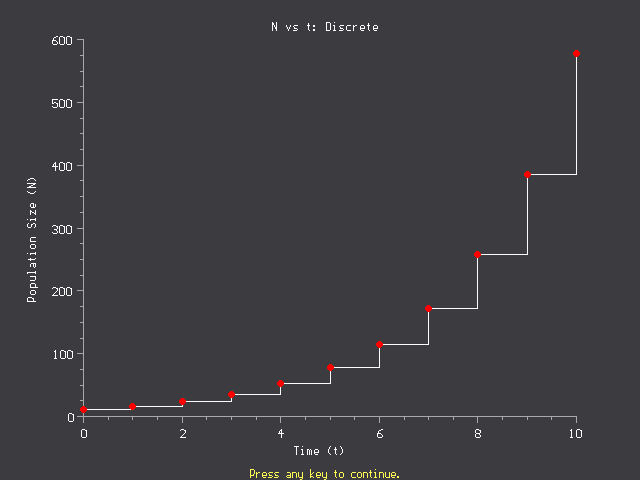 N vs t: Discrete
600
500
400
300
200
100
0
Population Size (N)
0 2 4 6 8 10
Time (t)
Press any key to continue.